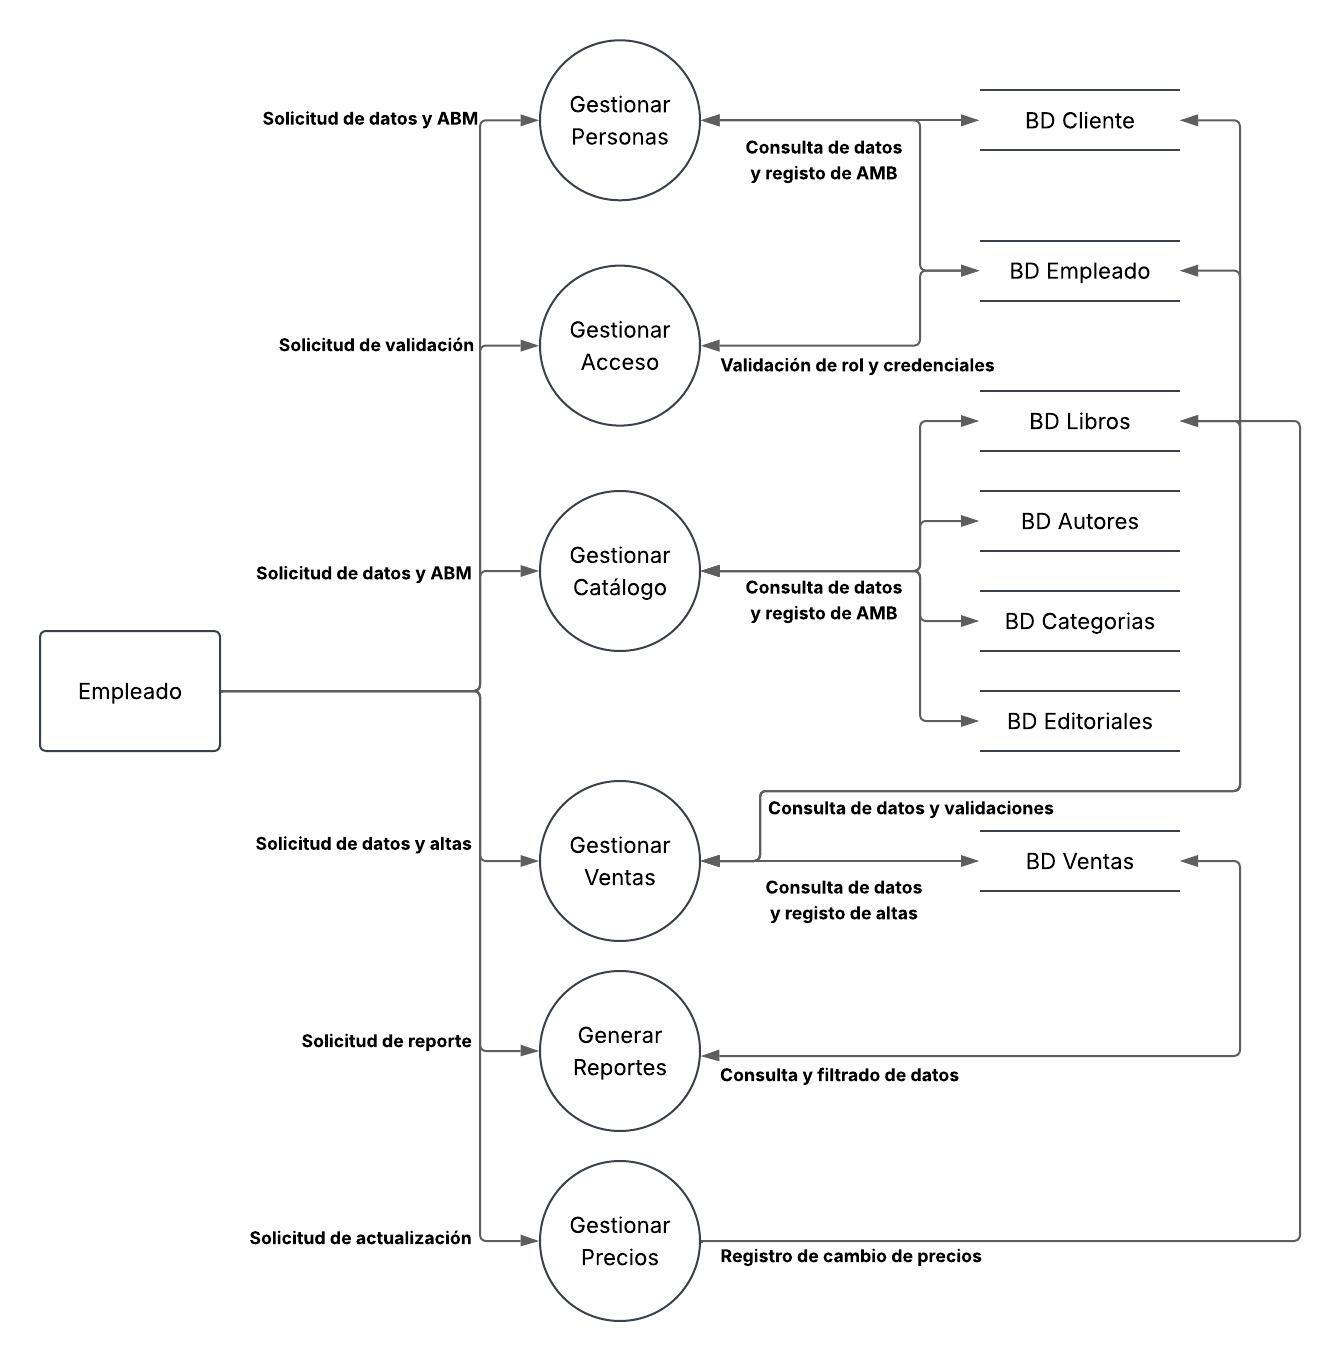 Solicitud de datos y ABM
Gestionar
Personas
Consulta de datos
y registo de AMB
BD Cliente
BD Empleado
Solicitud de validación
Gestionar
Acceso
Validación de rol y credenciales
BD Libros
BD Autores
Solicitud de datos y ABM
Gestionar
Catálogo
Consulta de datos
y registo de AMB
BD Categorias
Empleado
BD Editoriales
Consulta de datos y validaciones
Solicitud de datos y altas
Gestionar
Ventas
BD Ventas
Consulta de datos
y registo de altas
Solicitud de reporte
Generar
Reportes
Consulta y filtrado de datos
Solicitud de actualización
Gestionar
Precios
Registro de cambio de precios